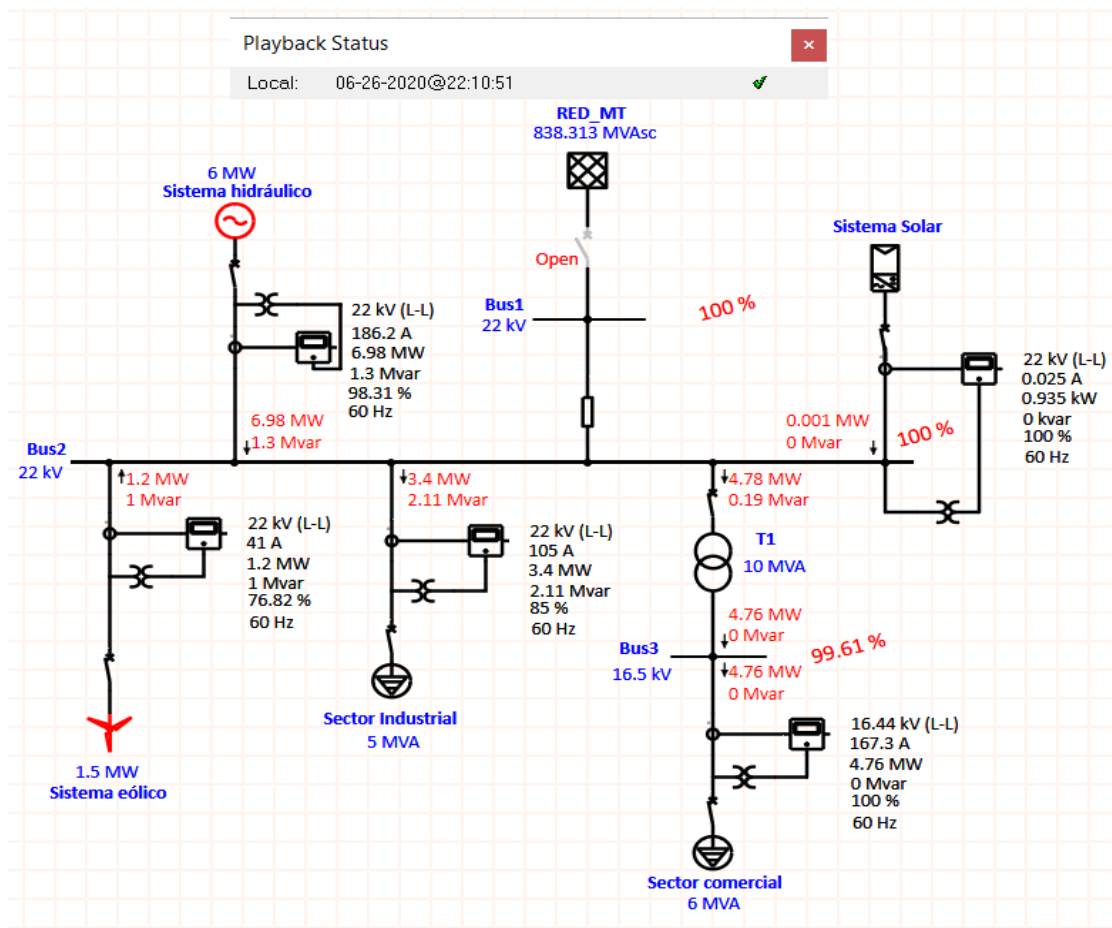 Playback Status
Local: 06-26-2020@22:10:51
RED_MT
838.313 MVAsc
6 MW
Sistema hidráulico
Sistema Solar
Open
Bus1
22 kV
100 %
22 kV (L-L)
186.2 A
6.98 MW
1.3 Mvar
98.31 %
60 Hz
22 kV (L-L)
0.025 A
0.935 kW
0 kvar
100 %
60 Hz
6.98 MW
1.3 Mvar
0.001 MW
0 Mvar
100 %
Bus2
22 kV
1.2 MW
1 Mvar
3.4 MW
2.11 Mvar
4.78 MW
0.19 Mvar
22 kV (L-L)
41 A
1.2 MW
1 Mvar
76.82 %
60 Hz
22 kV (L-L)
105 A
3.4 MW
2.11 Mvar
85 %
60 Hz
T1
10 MVA
4.76 MW
0 Mvar
Bus3
16.5 kV
99.61 %
4.76 MW
0 Mvar
Sector Industrial
5 MVA
16.44 kV (L-L)
167.3 A
4.76 MW
0 Mvar
100 %
60 Hz
1.5 MW
Sistema eólico
Sector comercial
6 MVA